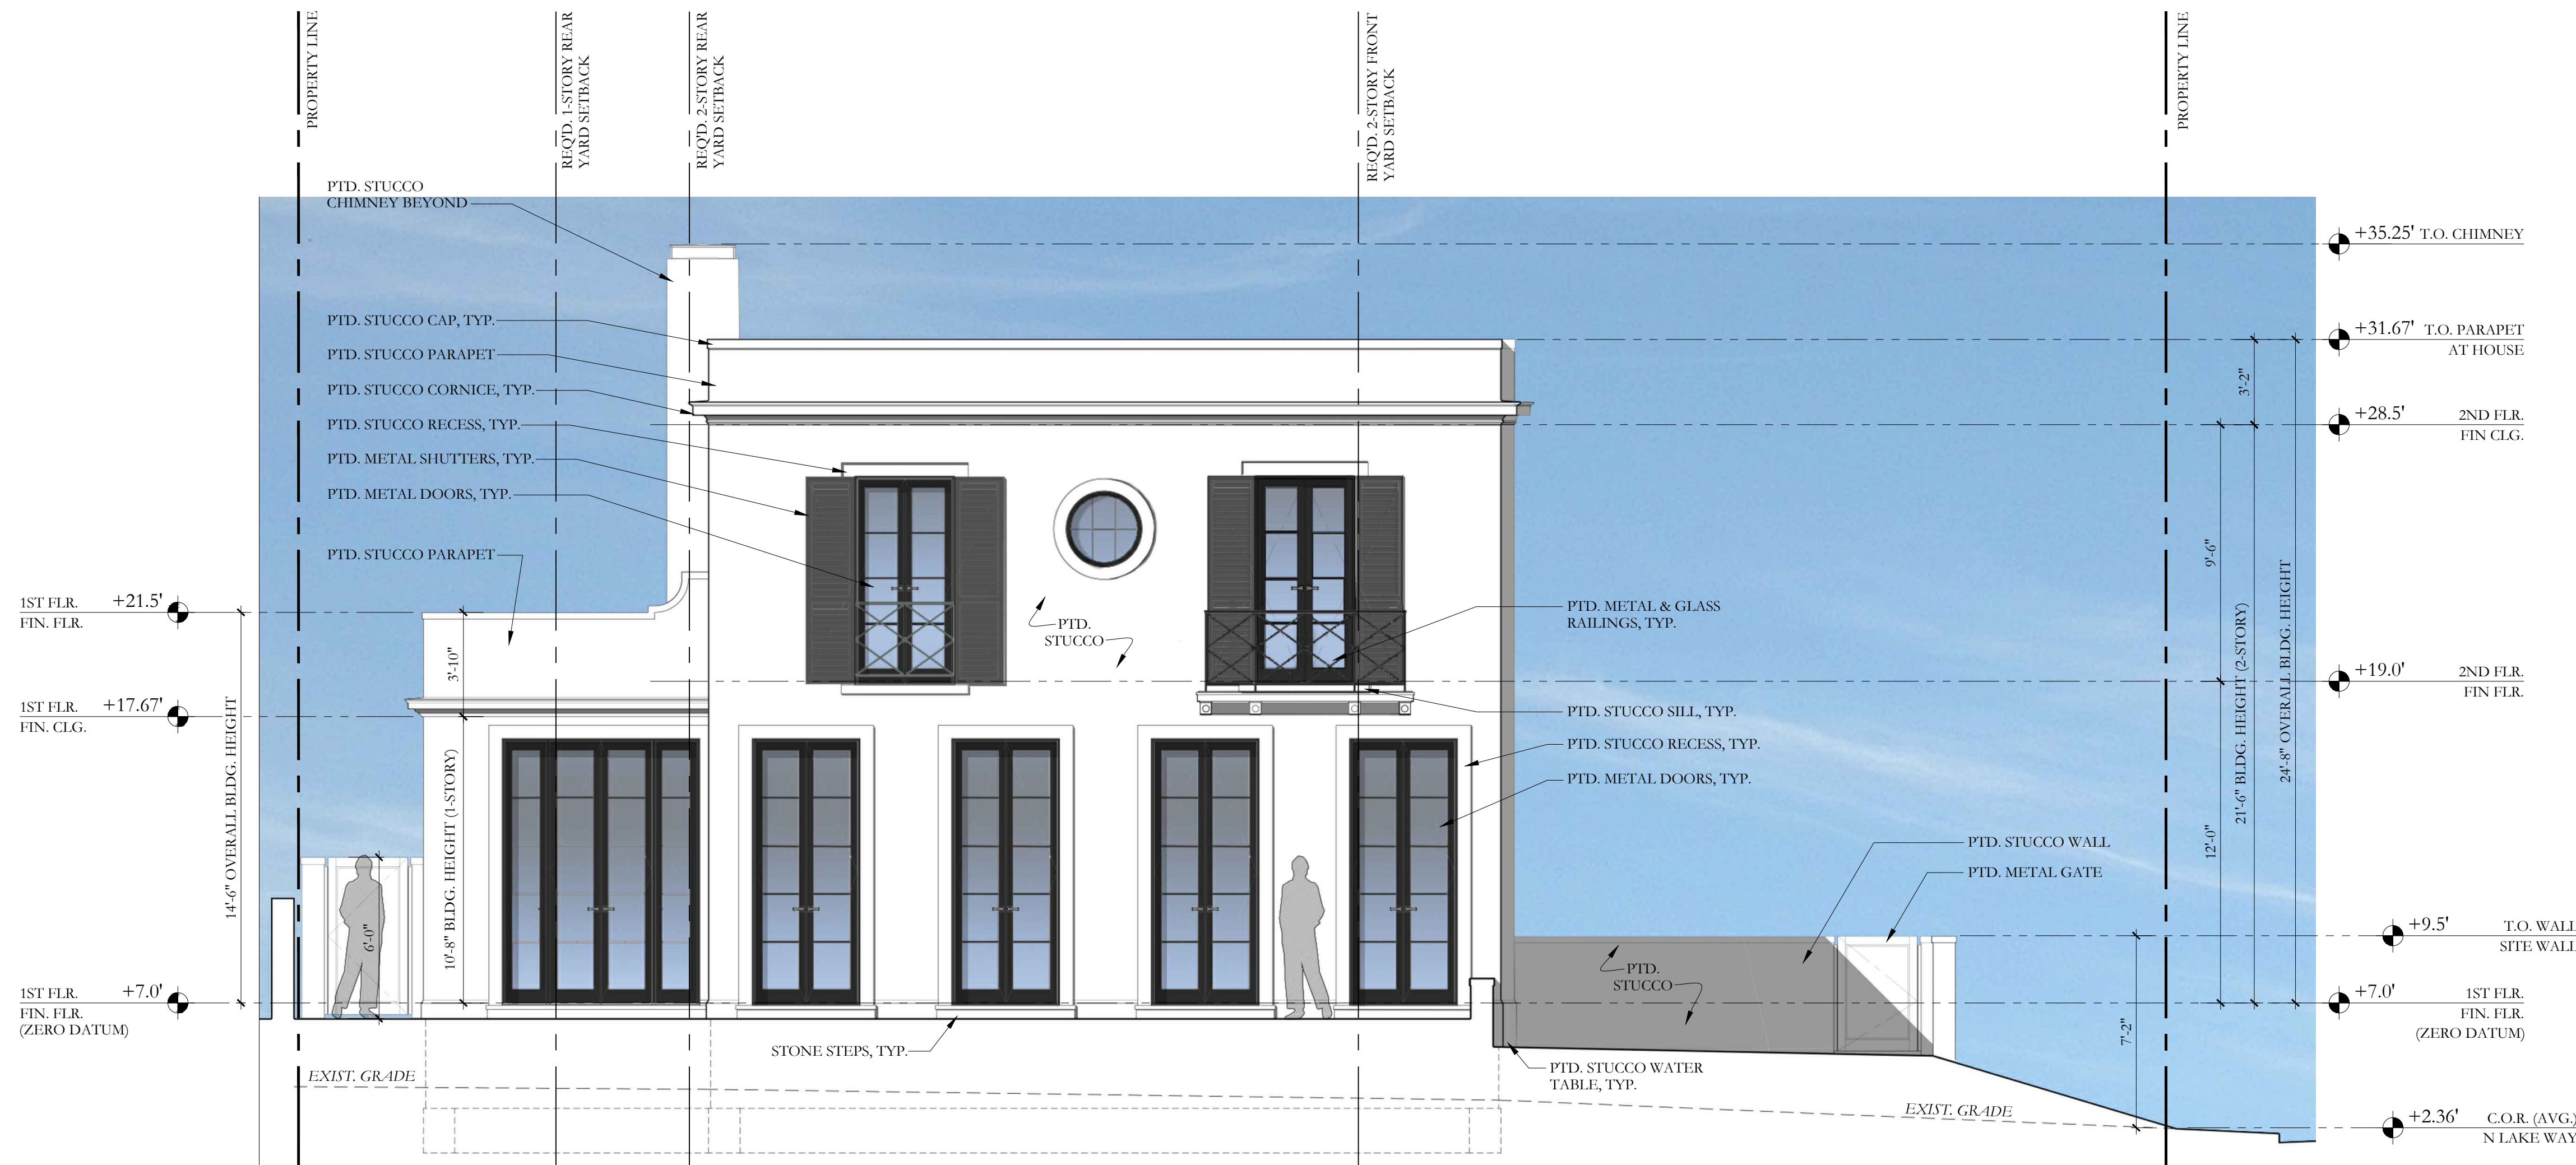 PROPERTY LINE
REQ'D. 1-STORY REAR
YARD SETBACK
REQ'D. 2-STORY REAR
YARD SETBACK
REQ'D. 2-STORY FRONT
YARD SETBACK
PROPERTY LINE
PTD. STUCCO
CHIMNEY BEYOND
PTD. STUCCO CAP, TYP.
PTD. STUCCO PARAPET
PTD. STUCCO CORNICE, TYP.
PTD. STUCCO RECESS, TYP.
PTD. METAL SHUTTERS, TYP.
PTD. METAL DOORS, TYP.
PTD. STUCCO PARAPET
1ST FLR. +21.5'
FIN. FLR.
1ST FLR. +17.67'
FIN. CLG.
14'-6" OVERALL BLDG. HEIGHT
3'-10"
10'-8" BLDG. HEIGHT (1-STORY)
6'-0"
1ST FLR. +7.0'
FIN. FLR.
(ZERO DATUM)
PTD.
STUCCO
PTD. METAL & GLASS
RAILINGS, TYP.
PTD. STUCCO SILL, TYP.
PTD. STUCCO RECESS, TYP.
PTD. METAL DOORS, TYP.
PTD. STUCCO WALL
PTD. METAL GATE
PTD.
STUCCO
STONE STEPS, TYP.
PTD. STUCCO WATER
TABLE, TYP.
EXIST. GRADE
EXIST. GRADE
+35.25' T.O. CHIMNEY
+31.67' T.O. PARAPET
AT HOUSE
3'-2"
+28.5' 2ND FLR.
FIN CLG.
9'-6"
21'-6" BLDG. HEIGHT (2-STORY)
24'-8" OVERALL BLDG. HEIGHT
+19.0' 2ND FLR.
FIN FLR.
12'-0"
+9.5' T.O. WALL
SITE WALL
+7.0' 1ST FLR.
FIN. FLR.
(ZERO DATUM)
7'-2"
+2.36' C.O.R. (AVG.)
N LAKE WAY